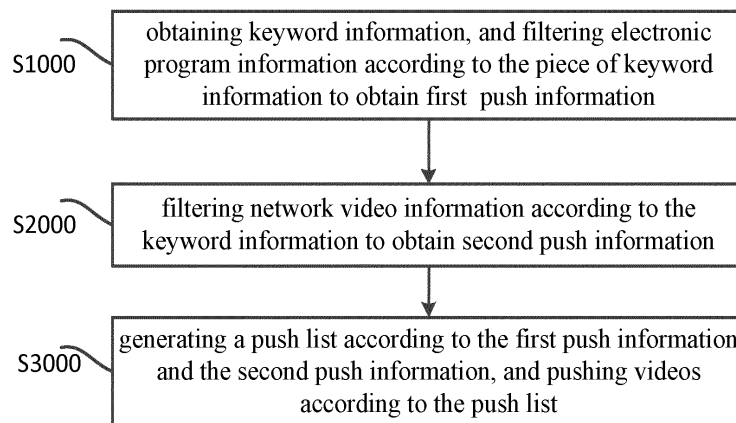 S1000
obtaining keyword information, and filtering electronic
program information according to the piece of keyword
information to obtain first push information
S2000
filtering network video information according to the
keyword information to obtain second push information
S3000
generating a push list according to the first push information
and the second push information, and pushing videos
according to the push list